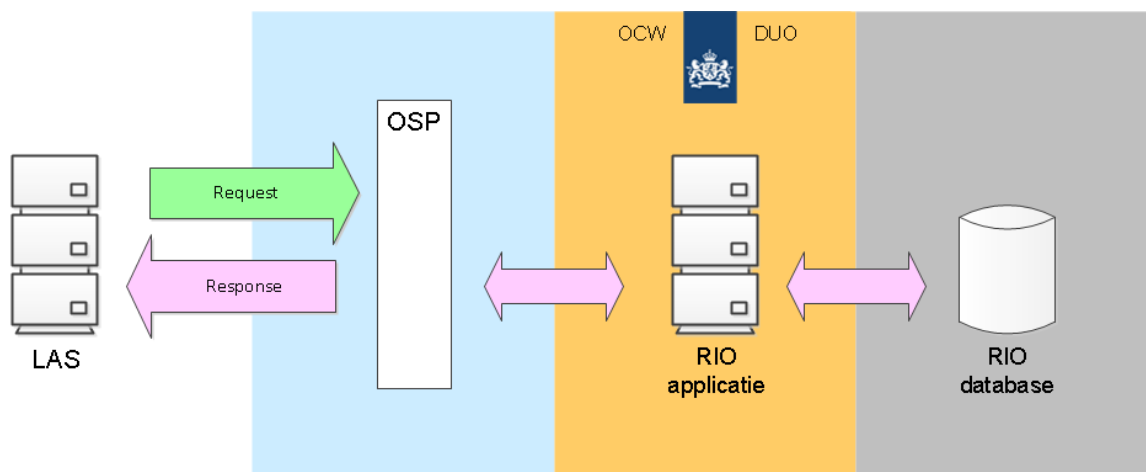 OCW DUO
OSP
Request
Response
LAS
RIO
applicatie
RIO
database